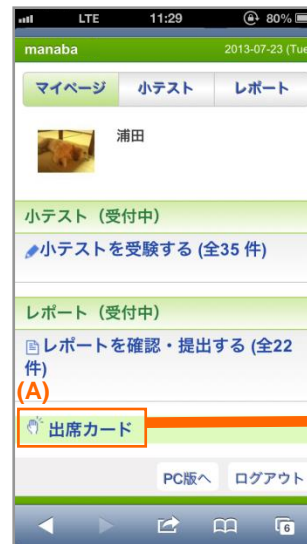 LTE 11:29 80%
manaba 2013-07-23 (Tue
マイページ 小テスト レポート
浦田
小テスト（受付中）
小テストを受験する (全35 件)
レポート（受付中）
レポートを確認・提出する (全22
件)
(A)
出席カード
PC版へ ログアウト
6